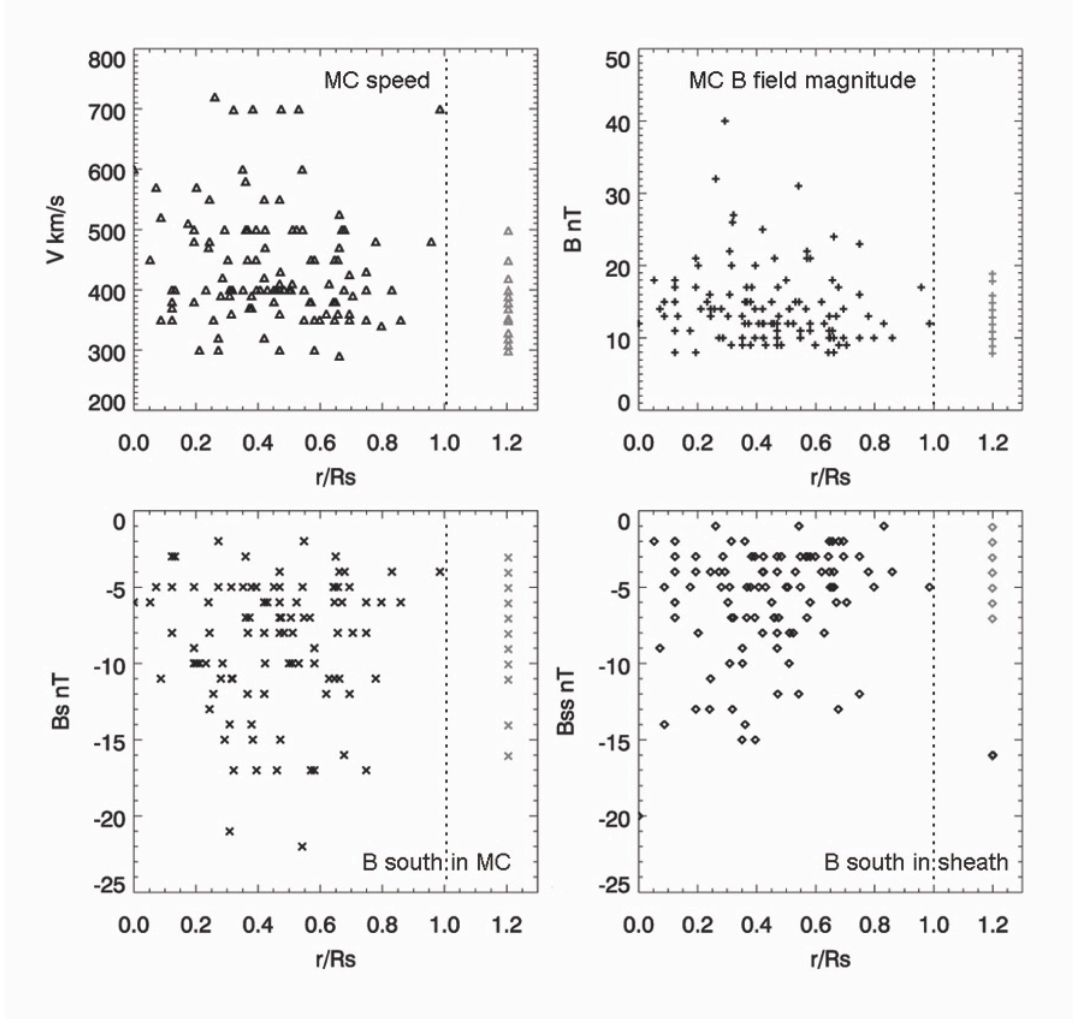 MC speed
800
700
600
500
400
300
200
V km/s
0.0 0.2 0.4 0.6 0.8 1.0 1.2
r/Rs
MC B field magnitude
50
40
30
20
10
0
B nT
0.0 0.2 0.4 0.6 0.8 1.0 1.2
r/Rs
0
-5
-10
-15
-20
-25
Bs nT
B south in MC
0.0 0.2 0.4 0.6 0.8 1.0 1.2
r/Rs
0
-5
-10
-15
-20
-25
Bss nT
B south in sheath
0.0 0.2 0.4 0.6 0.8 1.0 1.2
r/Rs